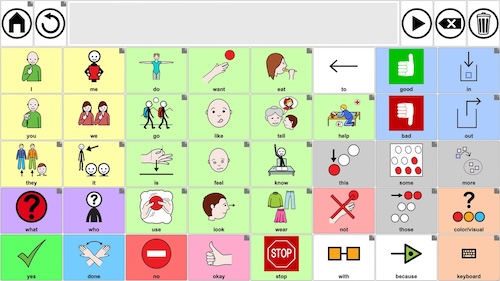 I me do want eat to good in
you we go like tell help bad out
they it is feel know this some more
what who use look wear not those color/visual
yes done no okay STOP stop with because keyboard